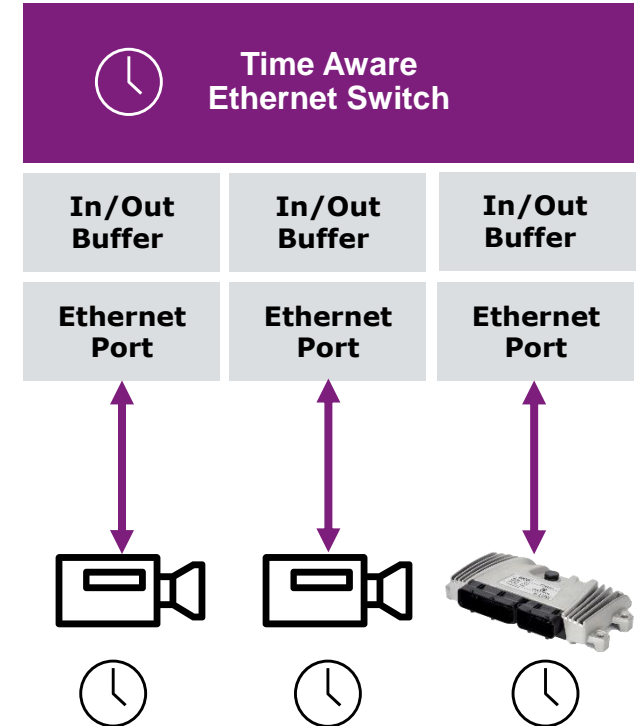 Time Aware
Ethernet Switch
In/Out
Buffer
In/Out
Buffer
In/Out
Buffer
Ethernet
Port
Ethernet
Port
Ethernet
Port